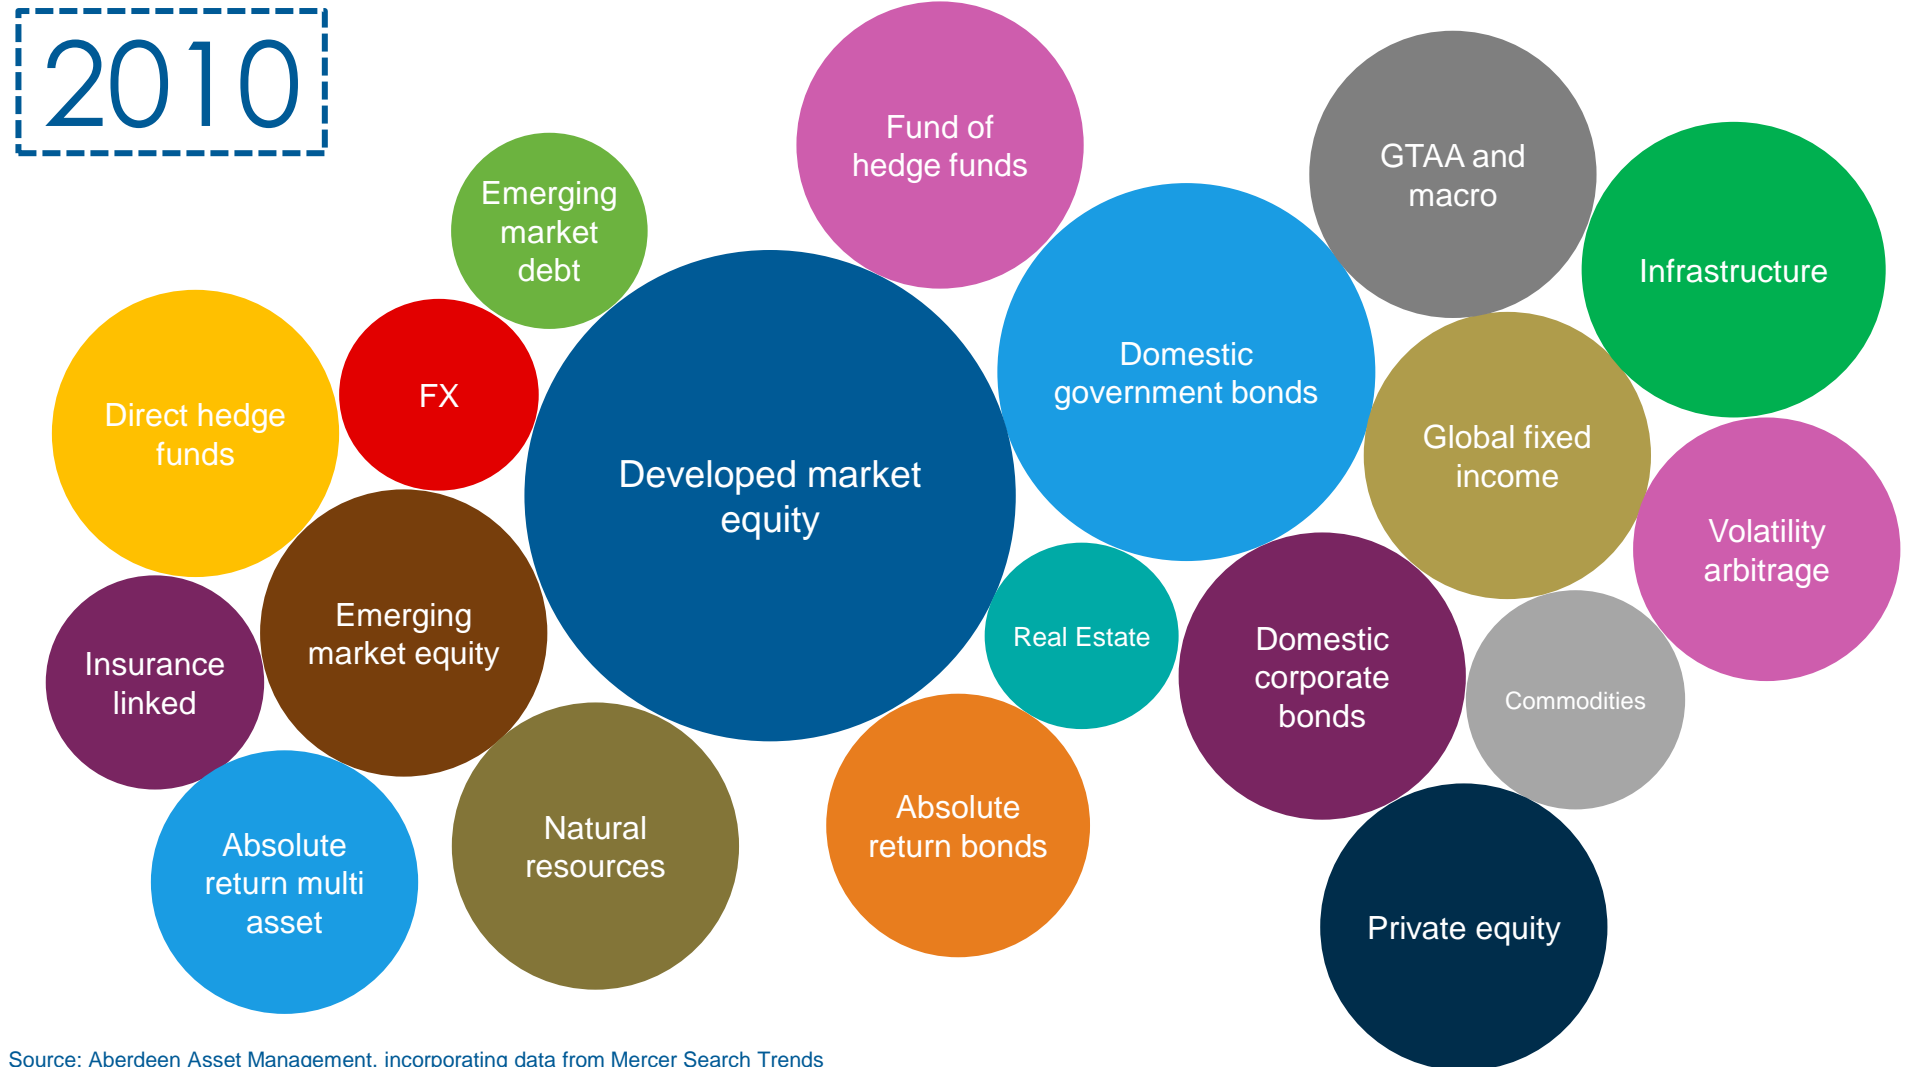 2010
Fund of
hedge funds
GTAA and
macro
Emerging
market
debt
Infrastructure
Domestic
government bonds
FX
Direct hedge
funds
Global fixed
income
Developed market
equity
Volatility
arbitrage
Emerging
market equity
Real Estate
Domestic
corporate
bonds
Insurance
linked
Commodities
Natural
resources
Absolute
return bonds
Absolute
return multi
asset
Private equity
Source: Aberdeen Asset Management, incorporating data from Mercer Search Trends